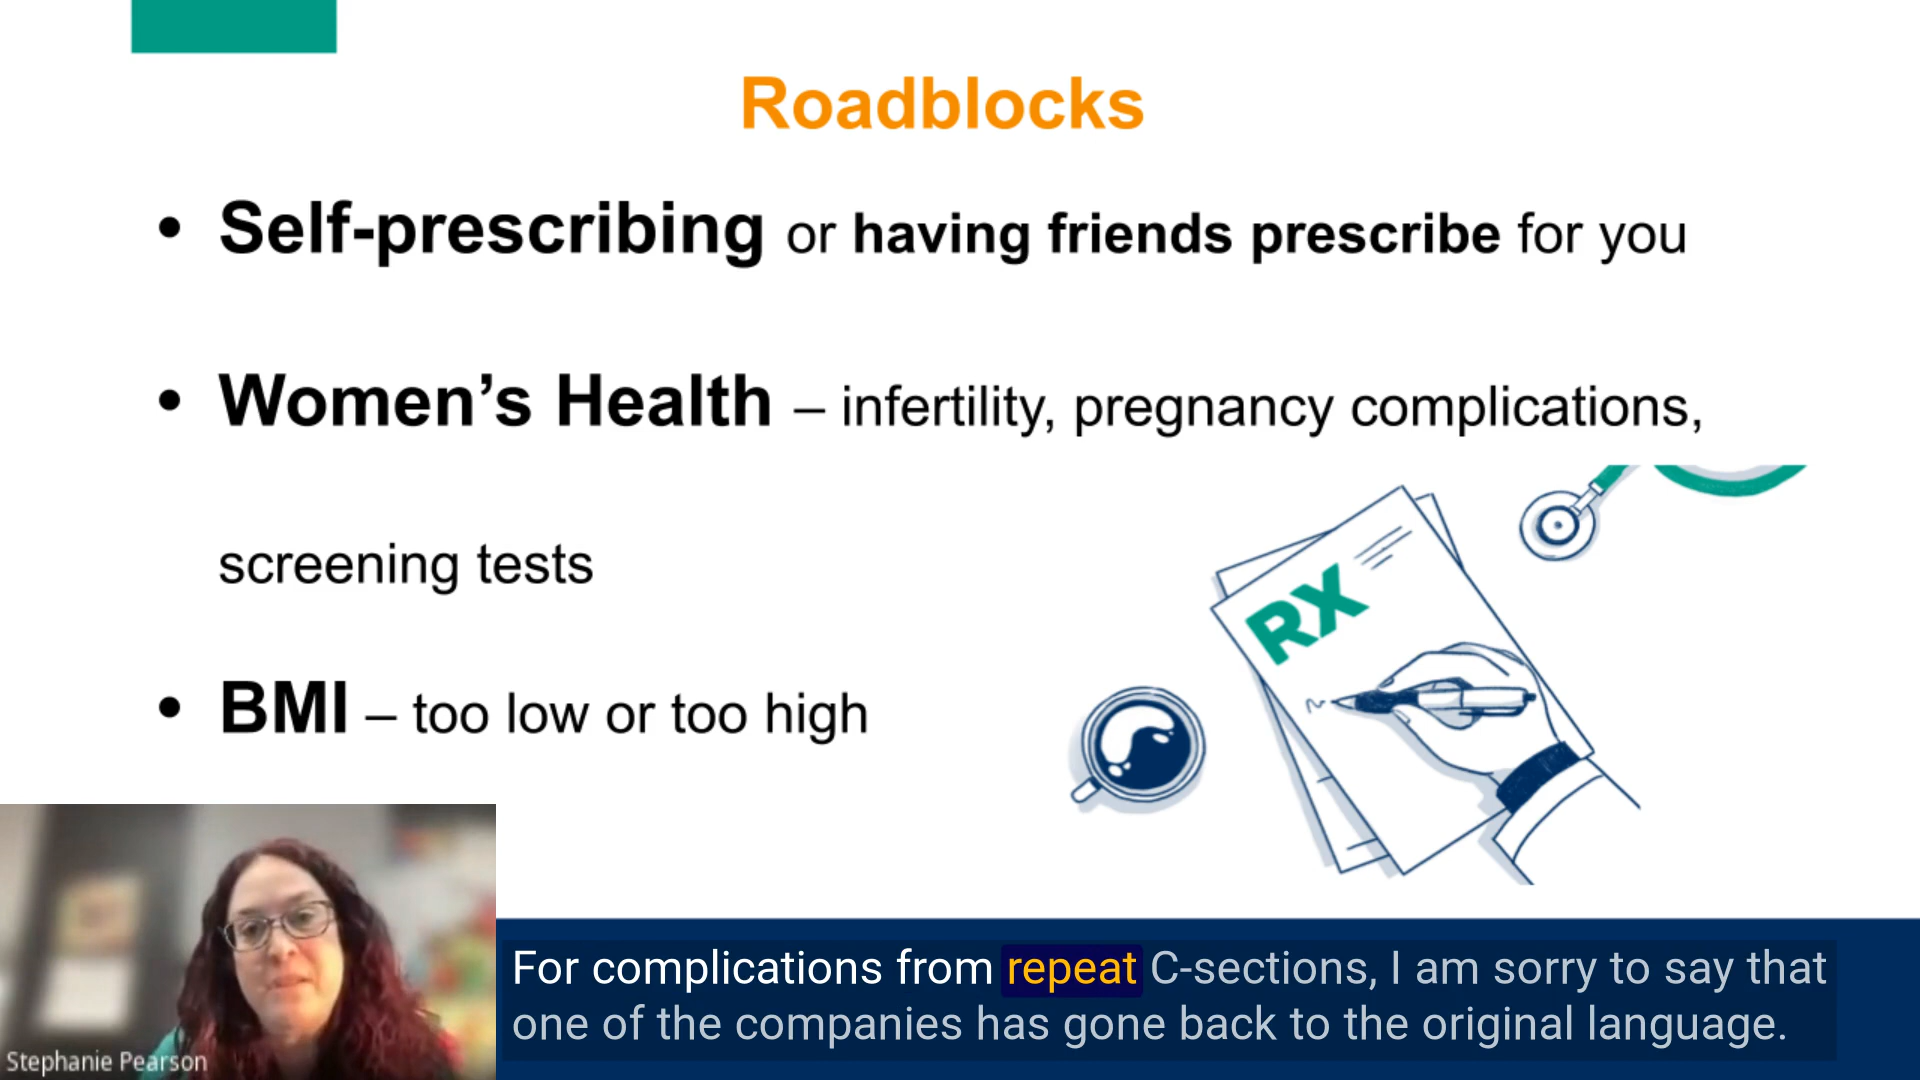 Roadblocks
• Self-prescribing or having friends prescribe for you
• Women’s Health – infertility, pregnancy complications,
screening tests
• BMI – too low or too high
RX
Stephanie Pearson
For complications from repeat C-sections, I am sorry to say that
one of the companies has gone back to the original language.